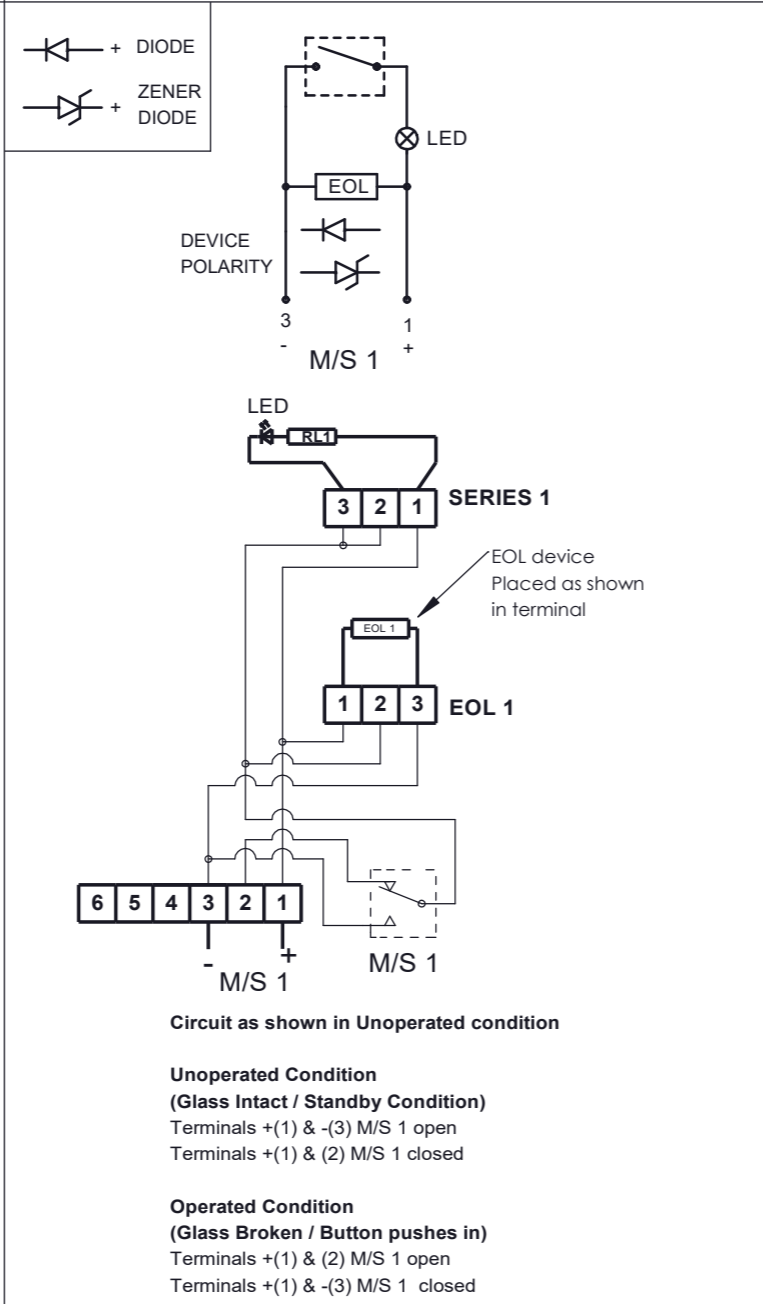 + DIODE
+ ZENER
DIODE
LED
EOL
DEVICE
POLARITY
3 1
- +
M/S 1
LED
RL1
3 2 1 SERIES 1
EOL device
Placed as shown
in terminal
EOL 1
1 2 3 EOL 1
6 5 4 3 2 1
- +
M/S 1
M/S 1
Circuit as shown in Unoperated condition
Unoperated Condition
(Glass Intact / Standby Condition)
Terminals +(1) & -(3) M/S 1 open
Terminals +(1) & (2) M/S 1 closed
Operated Condition
(Glass Broken / Button pushes in)
Terminals +(1) & (2) M/S 1 open
Terminals +(1) & -(3) M/S 1 closed